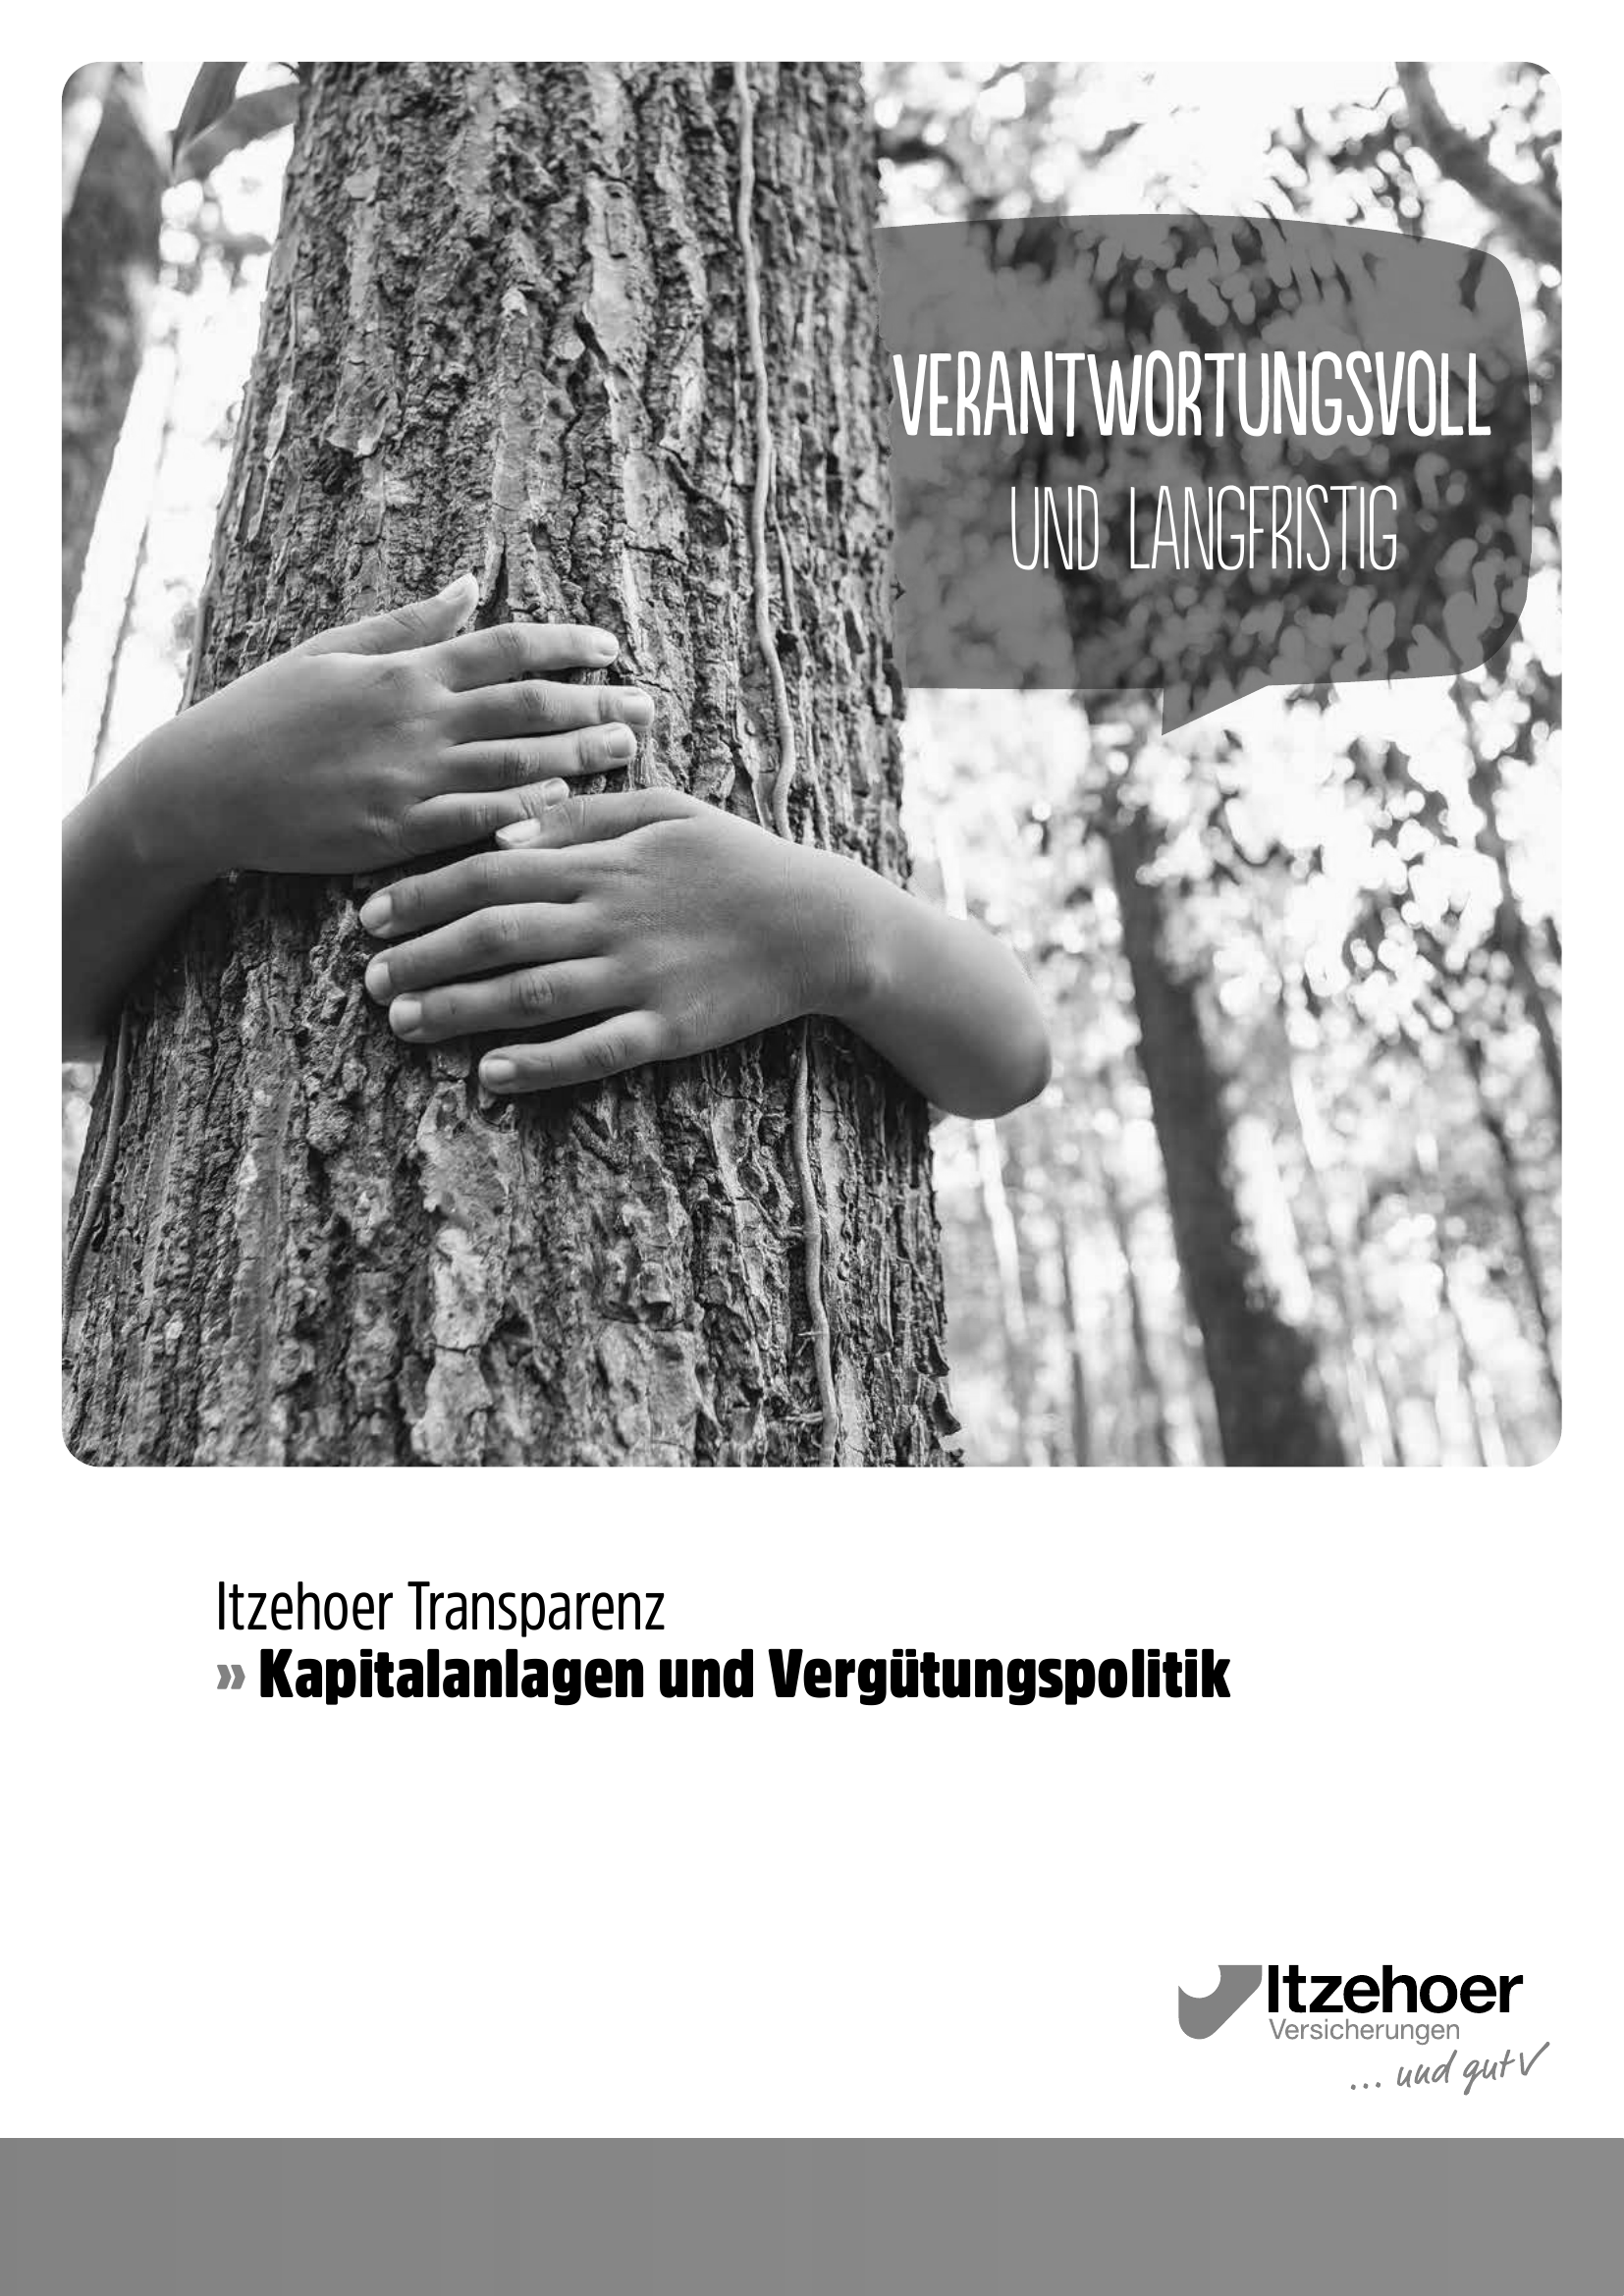 VERANTWORTUNGSVOLL
UND LANGFRISTIG
Itzehoer Transparenz
» Kapitalanlagen und Vergütungspolitik
Itzehoer
Versicherungen
... und gut